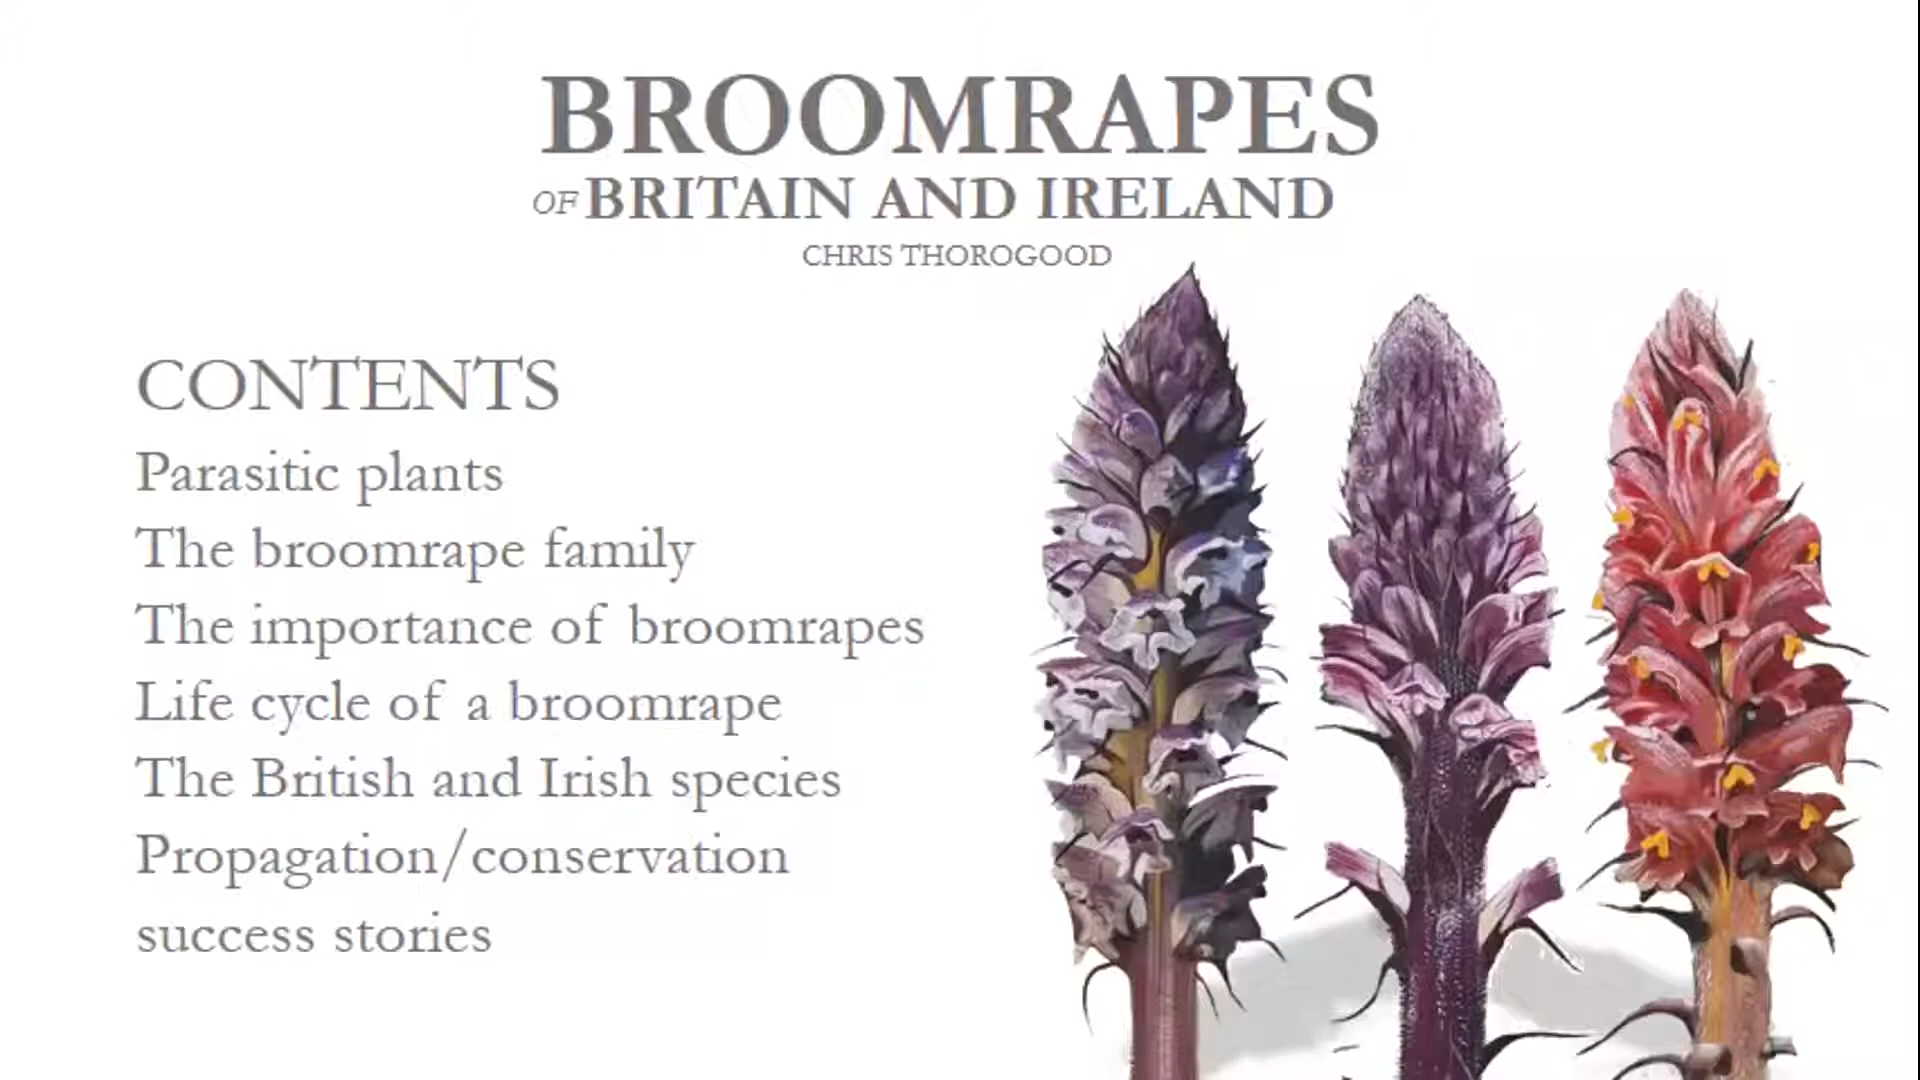 BROOMRAPES
OF BRITAIN AND IRELAND
CHRIS THOROGOOD
CONTENTS
Parasitic plants
The broomrape family
The importance of broomrapes
Life cycle of a broomrape
The British and Irish species
Propagation/conservation
success stories